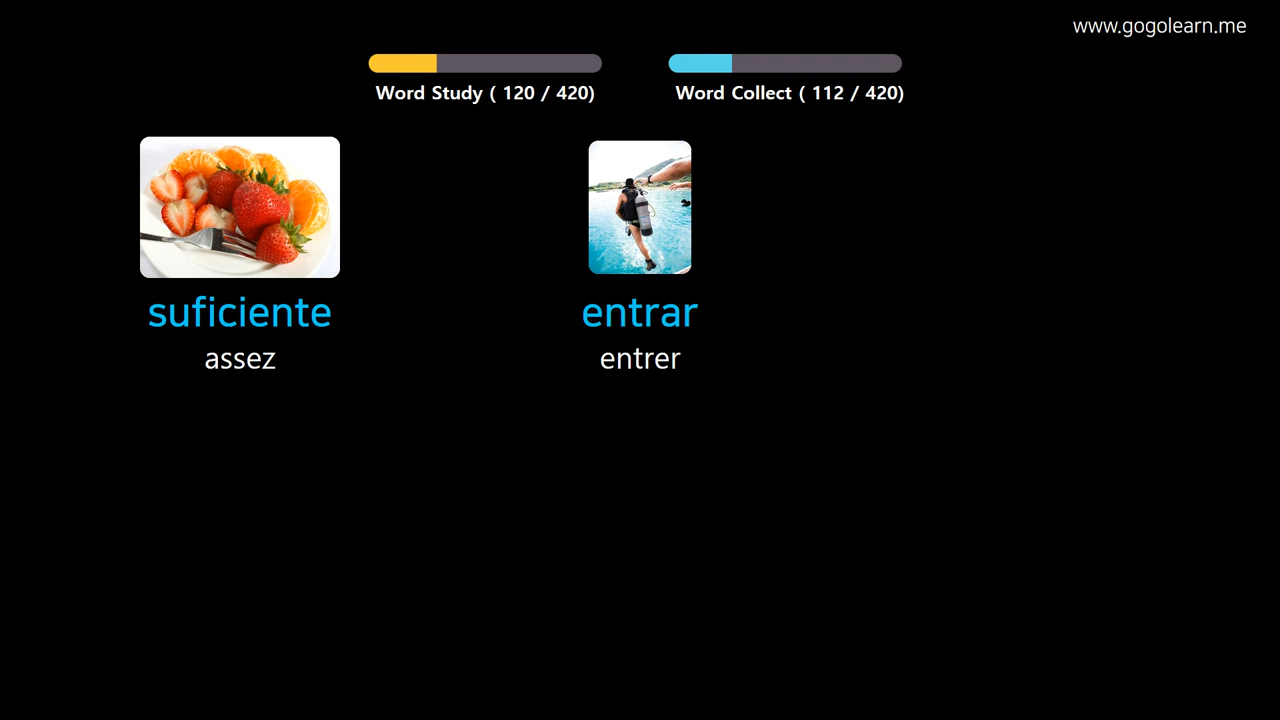 www.gogolearn.me
Word Study ( 120 / 420)
Word Collect ( 112 / 420)
suficiente
assez
entrar
entrer